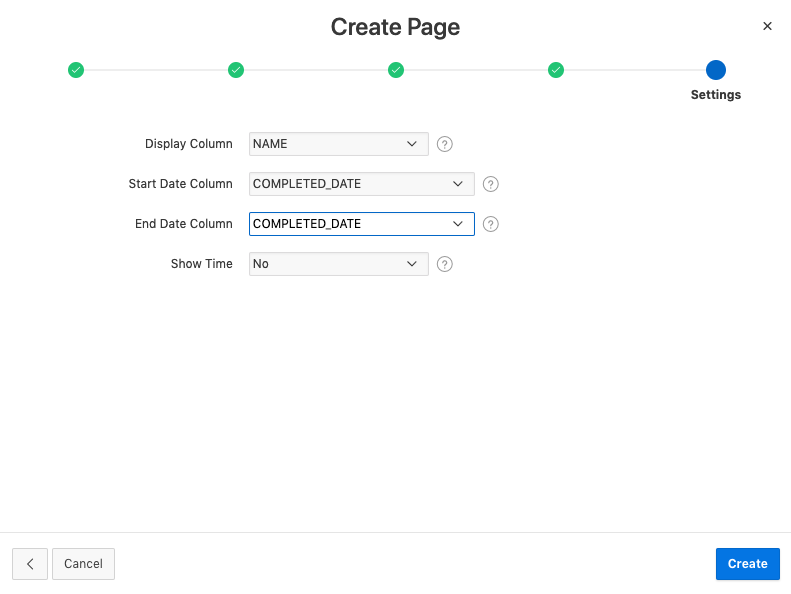 Create Page
Settings
Display Column NAME
Start Date Column COMPLETED_DATE
End Date Column COMPLETED_DATE
Show Time No
Cancel Create